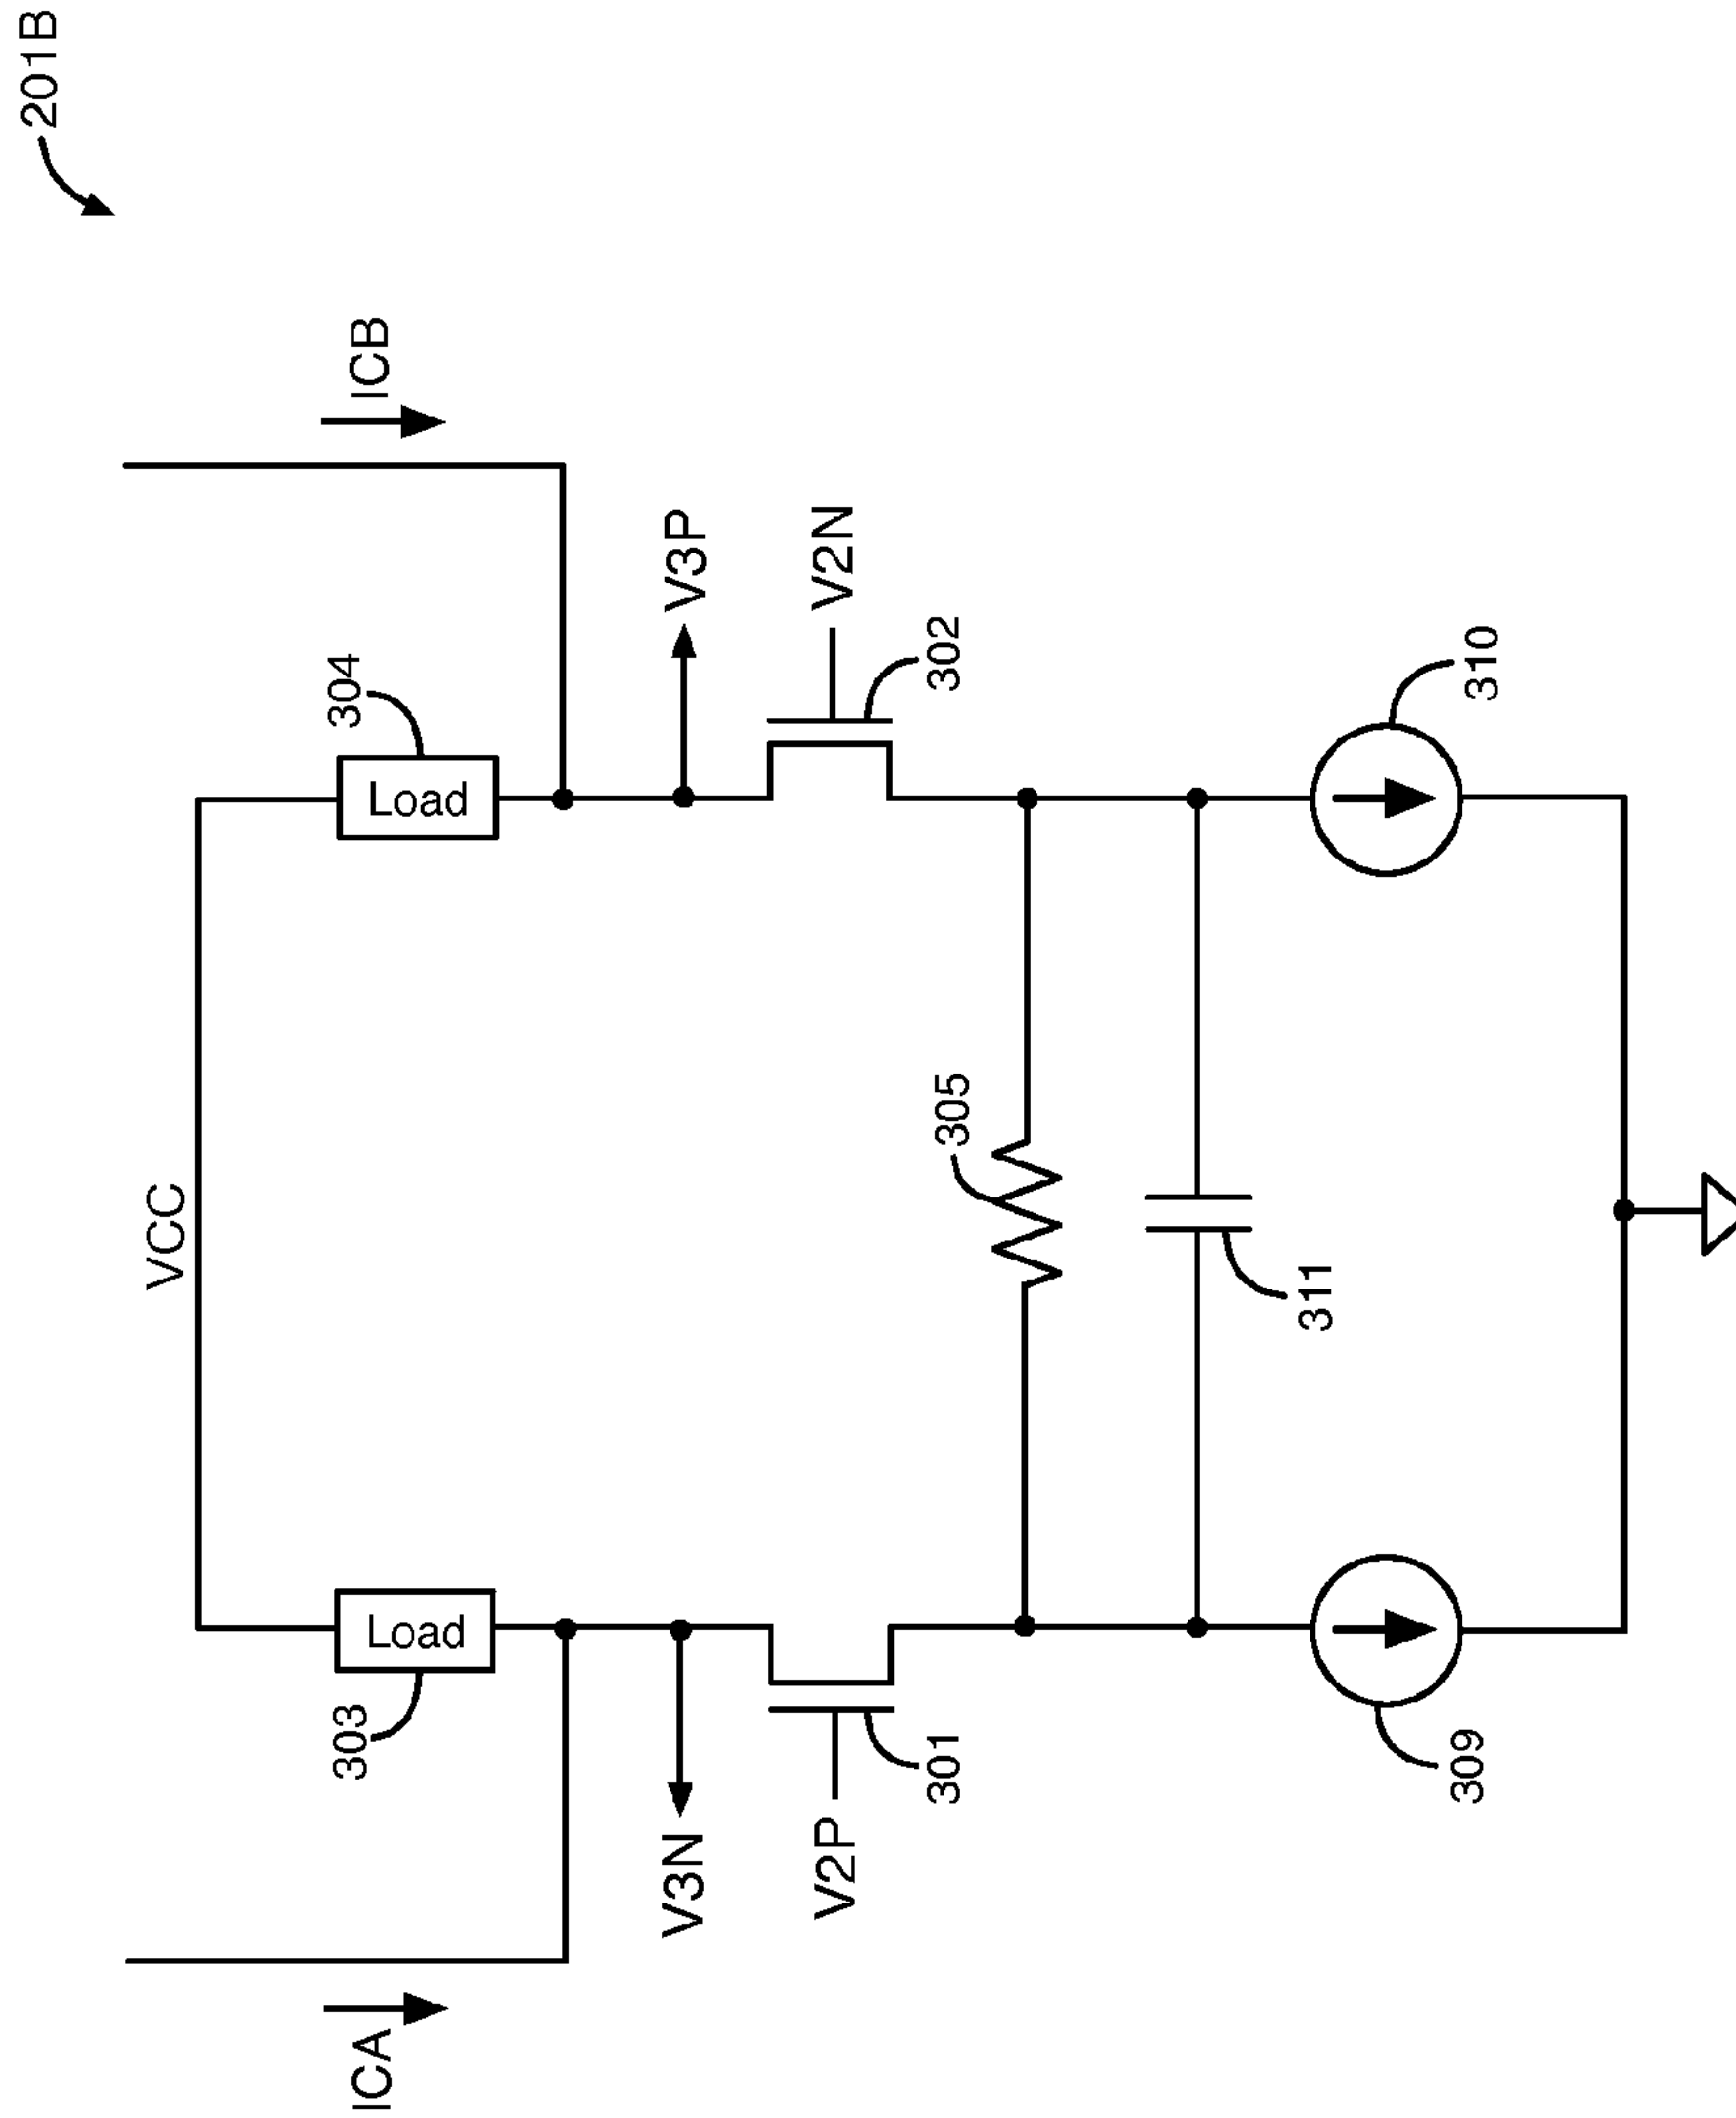 201B
VCC
ICA
303
304
ICB
Load
Load
V3N
V3P
V2P
V2N
301
305
302
311
309
310